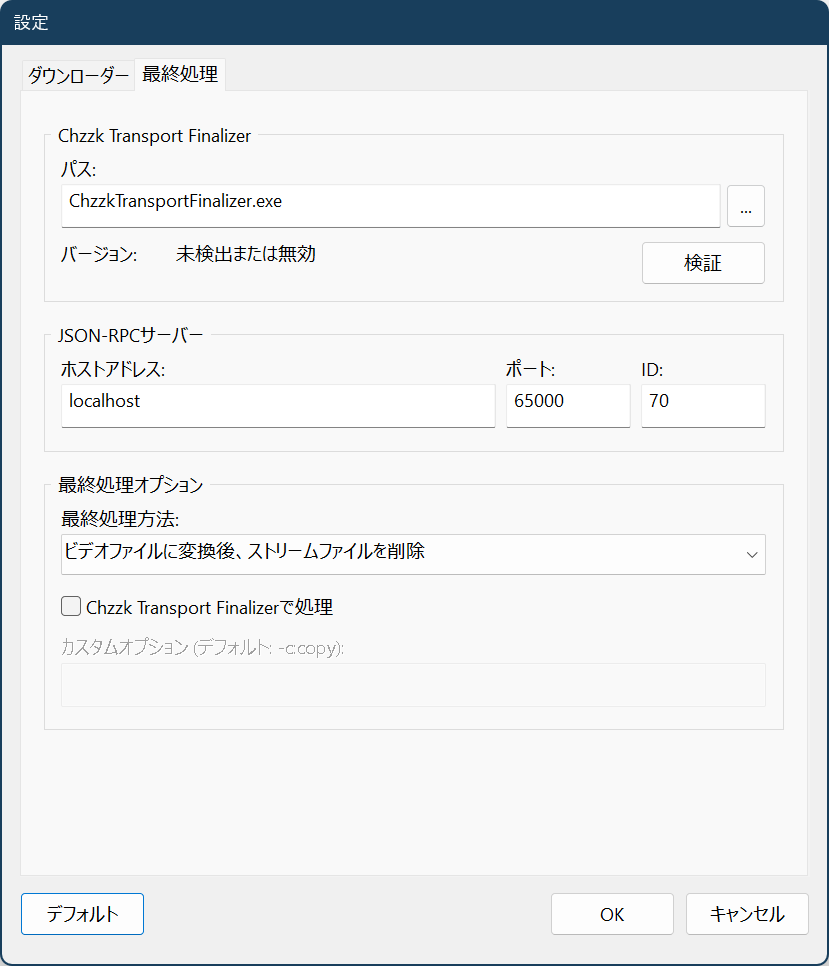 設定
ダウンローダー 最終処理
Chzzk Transport Finalizer
パス:
ChzzkTransportFinalizer.exe ...
バージョン: 未検出または無効 検証
JSON-RPCサーバー
ホストアドレス: ポート: ID:
localhost 65000 70
最終処理オプション
最終処理方法:
ビデオファイルに変換後、ストリームファイルを削除
Chzzk Transport Finalizerで処理
カスタムオプション (デフォルト: -c:copy):
デフォルト OK キャンセル